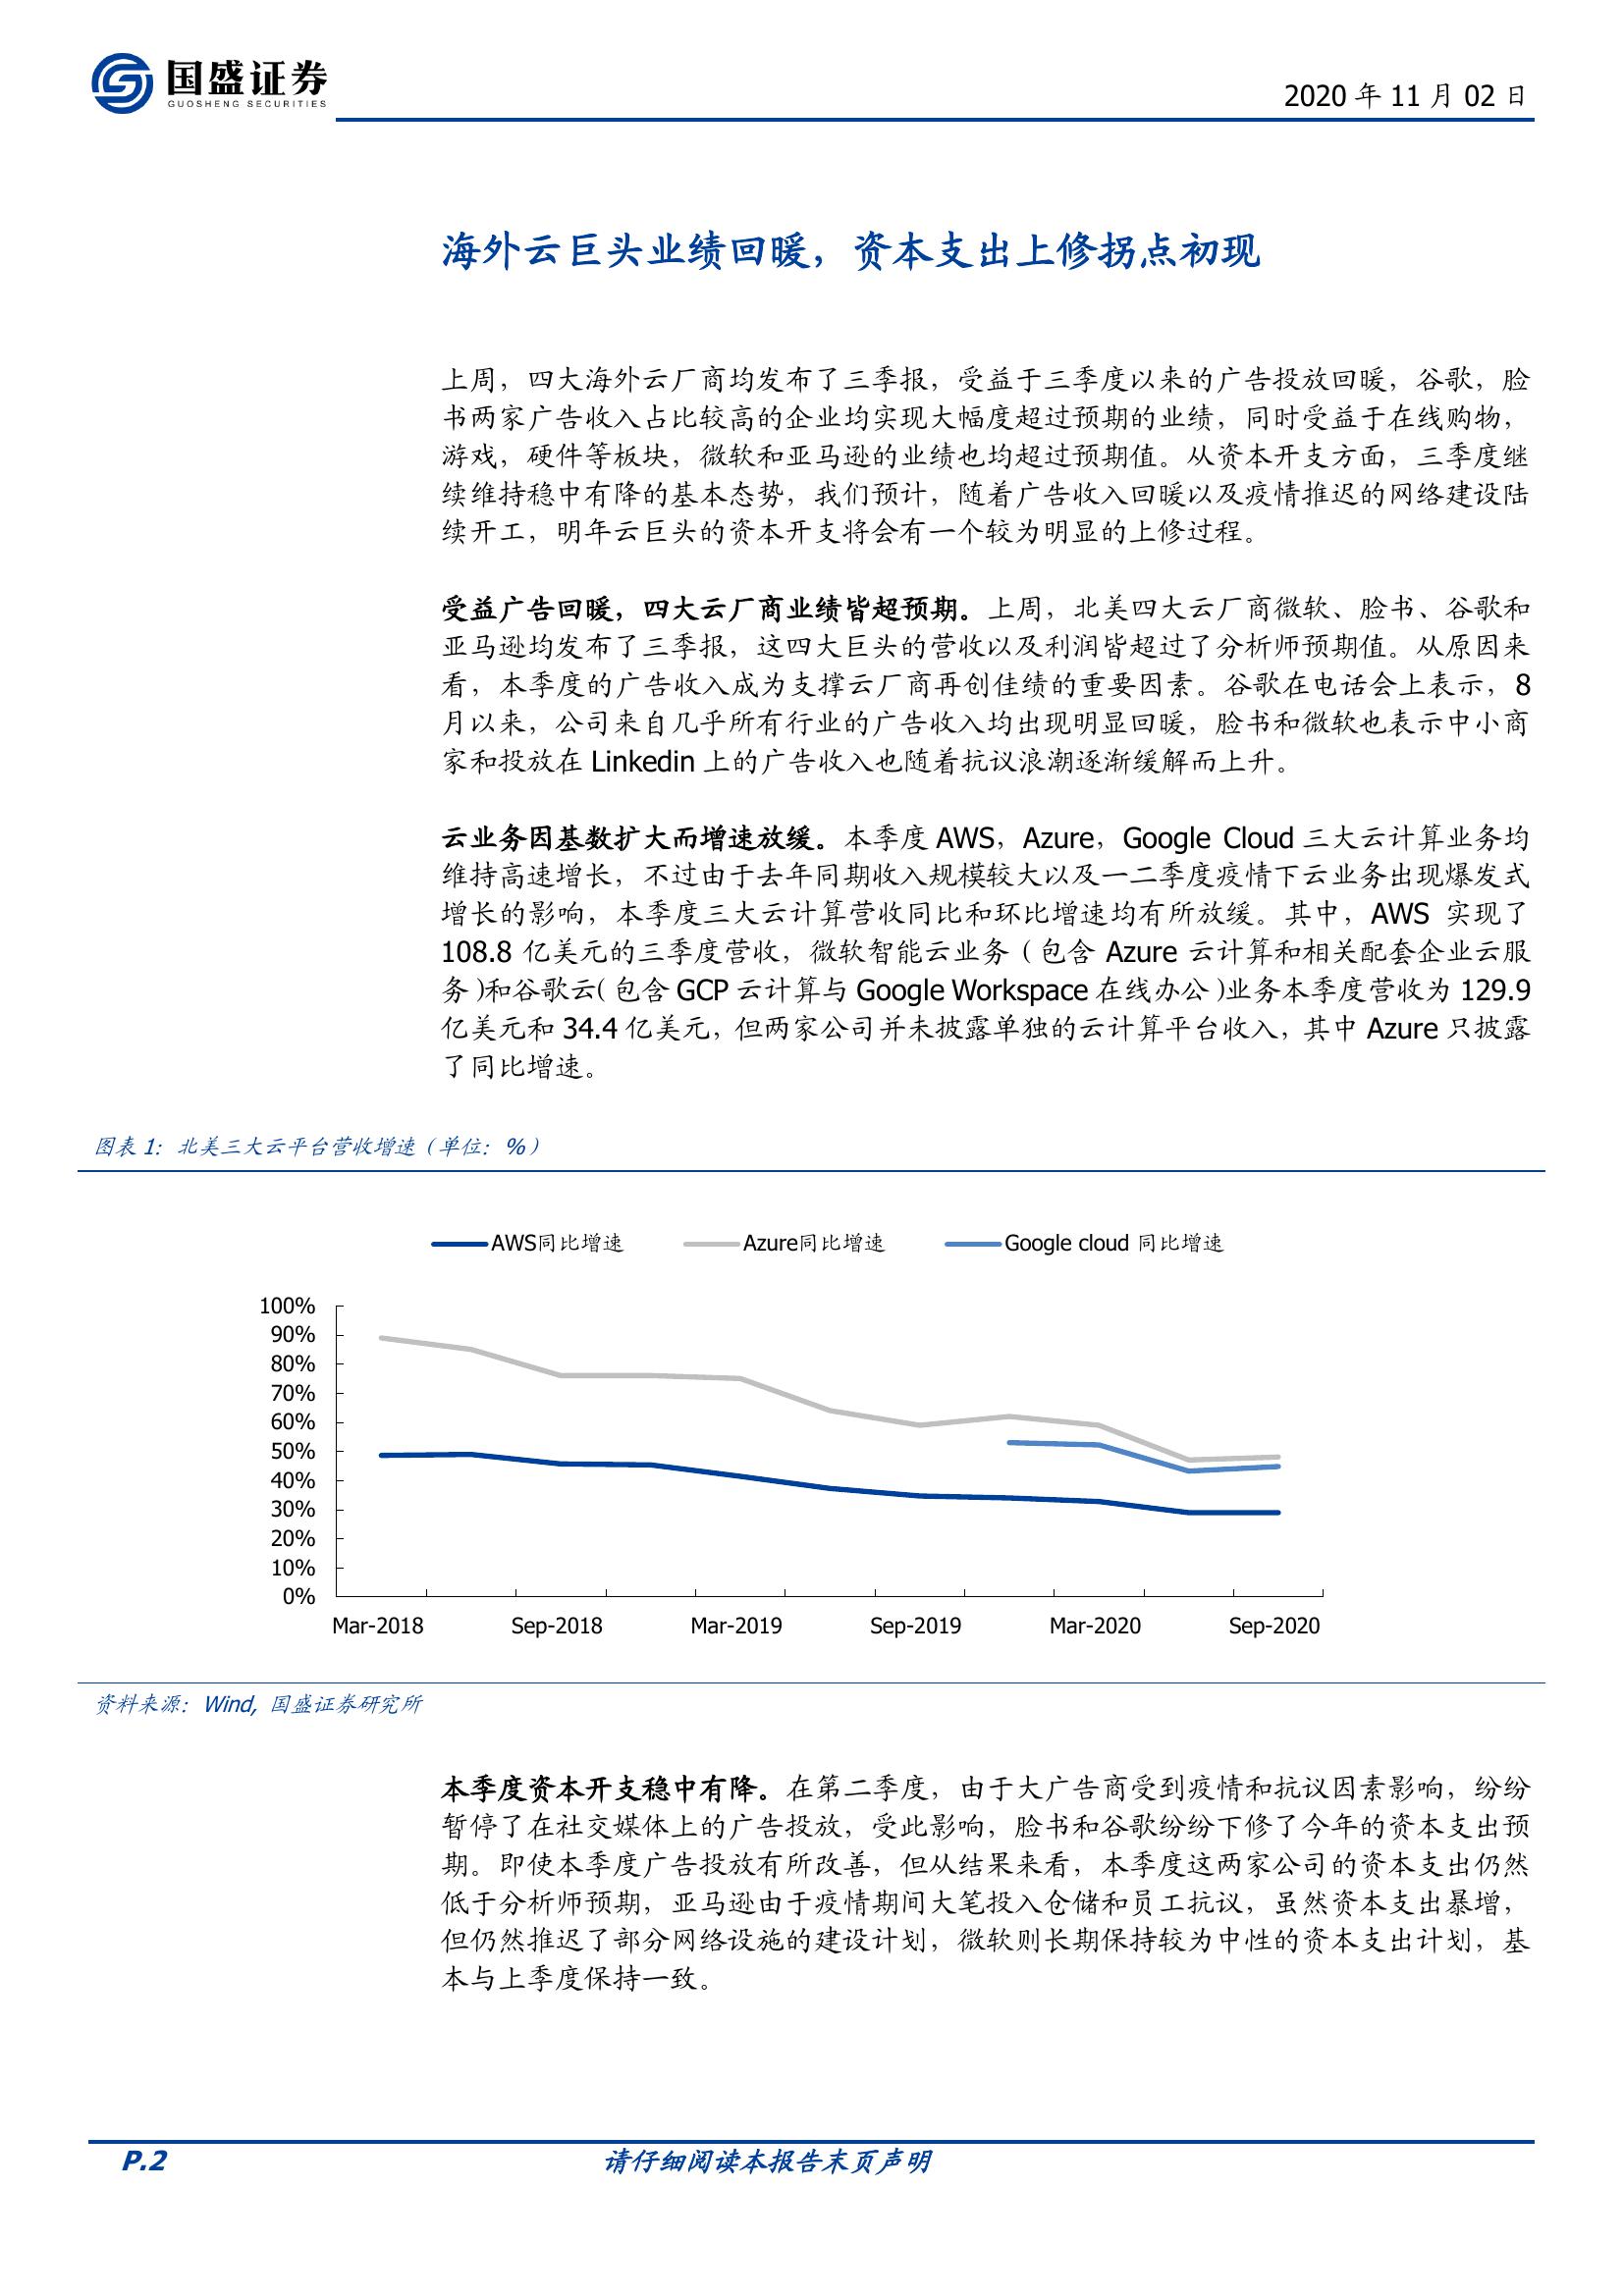 国盛证券
GUOSHENG SECURITIES
2020 年 11 月 02 日
海外云巨头业绩回暖，资本支出上修拐点初现
上周，四大海外云厂商均发布了三季报，受益于三季度以来的广告投放回暖，谷歌，脸
书两家广告收入占比较高的企业均实现大幅度超过预期的业绩，同时受益于在线购物，
游戏，硬件等板块，微软和亚马逊的业绩也均超过预期值。从资本开支方面，三季度继
续维持稳中有降的基本态势，我们预计，随着广告收入回暖以及疫情推迟的网络建设陆
续开工，明年云巨头的资本开支将会有一个较为明显的上修过程。
受益广告回暖，四大云厂商业绩皆超预期。上周，北美四大云厂商微软、脸书、谷歌和
亚马逊均发布了三季报，这四大巨头的营收以及利润皆超过了分析师预期值。从原因来
看，本季度的广告收入成为支撑云厂商再创佳绩的重要因素。谷歌在电话会上表示，8
月以来，公司来自几乎所有行业的广告收入均出现明显回暖，脸书和微软也表示中小商
家和投放在 Linkedin 上的广告收入也随着抗议浪潮逐渐缓解而上升。
云业务因基数扩大而增速放缓。本季度 AWS，Azure，Google Cloud 三大云计算业务均
维持高速增长，不过由于去年同期收入规模较大以及一二季度疫情下云业务出现爆发式
增长的影响，本季度三大云计算营收同比和环比增速均有所放缓。其中，AWS 实现了
108.8 亿美元的三季度营收，微软智能云业务（包含 Azure 云计算和相关配套企业云服
务）和谷歌云（包含 GCP 云计算与 Google Workspace 在线办公）业务本季度营收为 129.9
亿美元和 34.4 亿美元，但两家公司并未披露单独的云计算平台收入，其中 Azure 只披露
了同比增速。
图表 1：北美三大云平台营收增速（单位：%）
AWS同比增速 Azure同比增速 Google cloud 同比增速
100%
90%
80%
70%
60%
50%
40%
30%
20%
10%
0%
Mar-2018 Sep-2018 Mar-2019 Sep-2019 Mar-2020 Sep-2020
资料来源：Wind, 国盛证券研究所
本季度资本开支稳中有降。在第二季度，由于大广告商受到疫情和抗议因素影响，纷纷
暂停了在社交媒体上的广告投放，受此影响，脸书和谷歌纷纷下修了今年的资本支出预
期。即使本季度广告投放有所改善，但从结果来看，本季度这两家公司的资本支出仍然
低于分析师预期，亚马逊由于疫情期间大笔投入仓储和员工抗议，虽然资本支出暴增，
但仍然推迟了部分网络设施的建设计划，微软则长期保持较为中性的资本支出计划，基
本与上季度保持一致。
P.2 请仔细阅读本报告末页声明